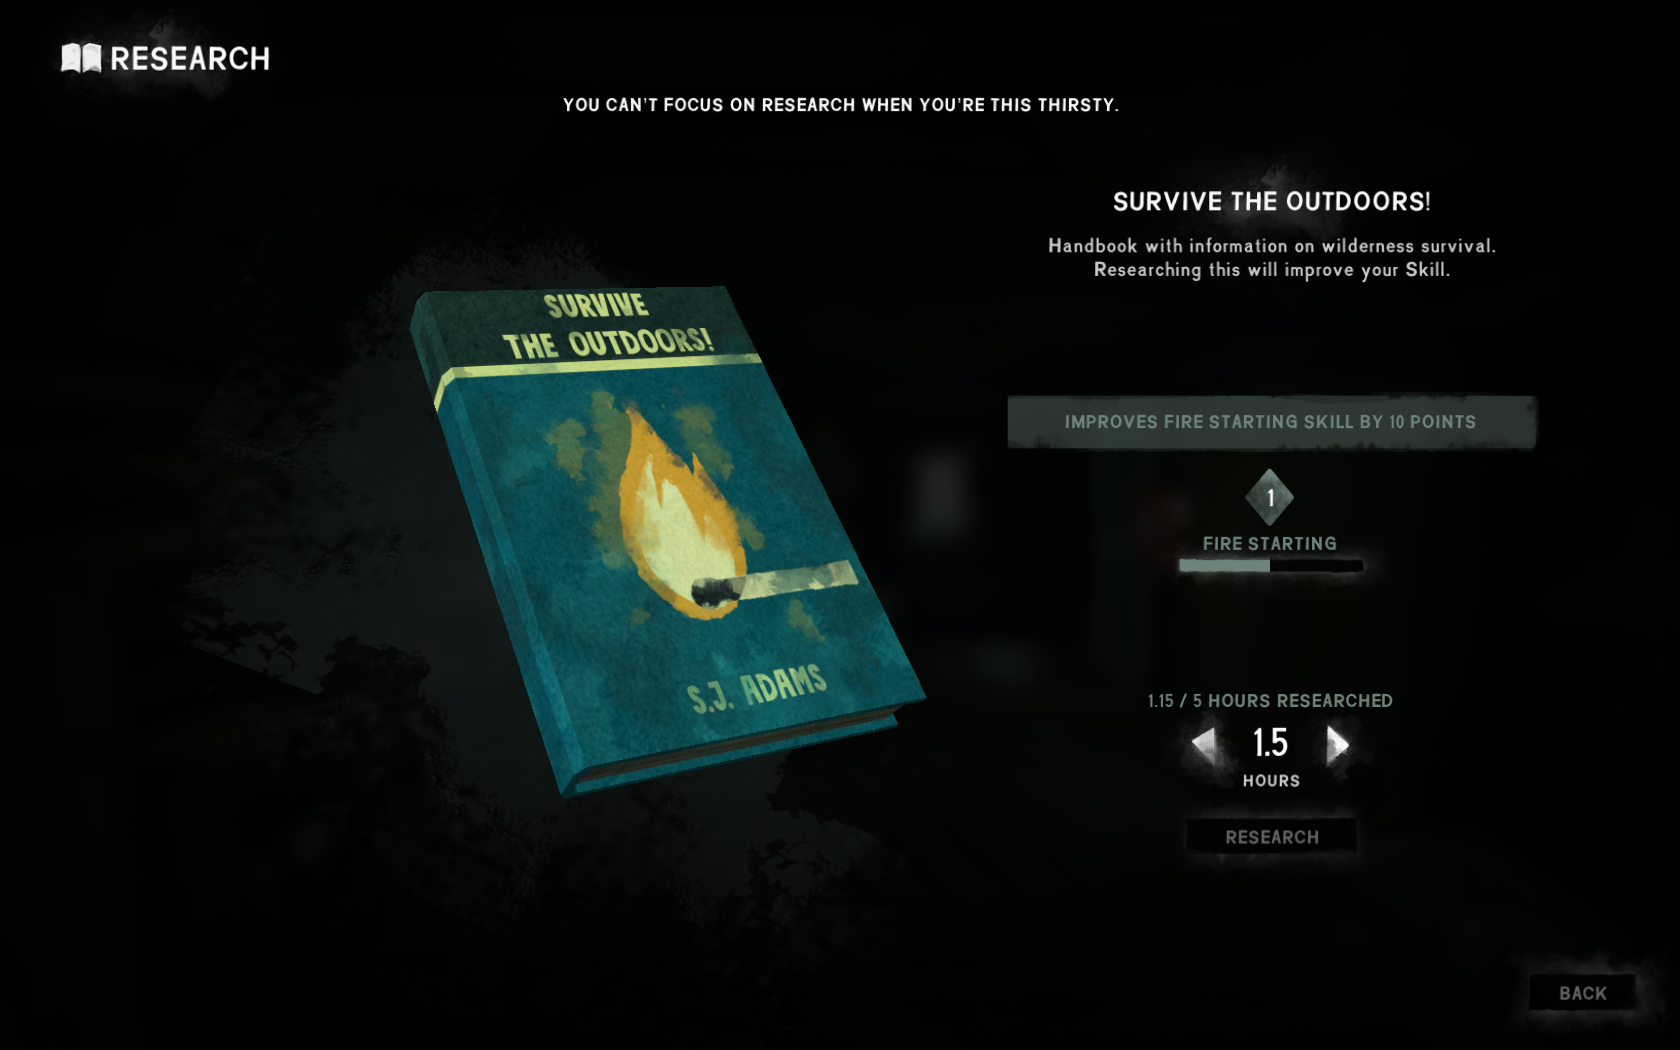 RESEARCH
YOU CAN'T FOCUS ON RESEARCH WHEN YOU'RE THIS THIRSTY.
SURVIVE
THE OUTDOORS!
S.J. ADAMS
SURVIVE THE OUTDOORS!
Handbook with information on wilderness survival.
Researching this will improve your Skill.
IMPROVES FIRE STARTING SKILL BY 10 POINTS
1
FIRE STARTING
1.15 / 5 HOURS RESEARCHED
1.5
HOURS
RESEARCH
BACK